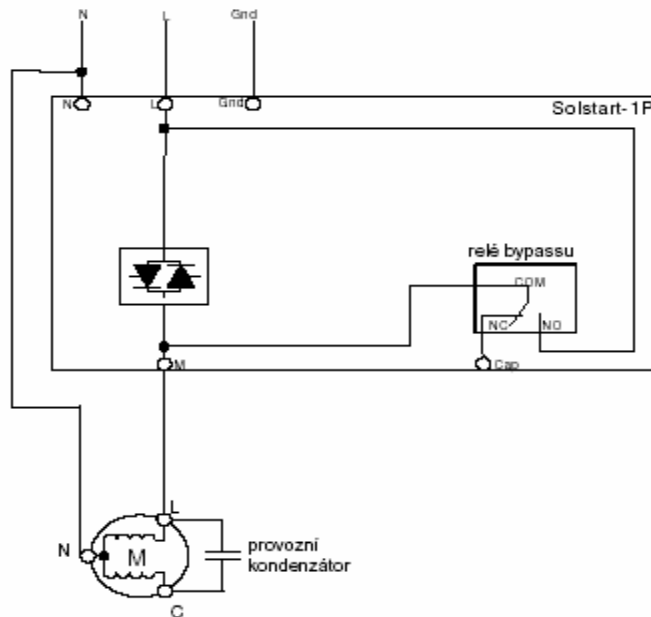 N L Gnd
N L Gnd
Solstart-1P
relé bypassu
COM
NC NO
M Cap
L
N M provozní
kondenzátor
C